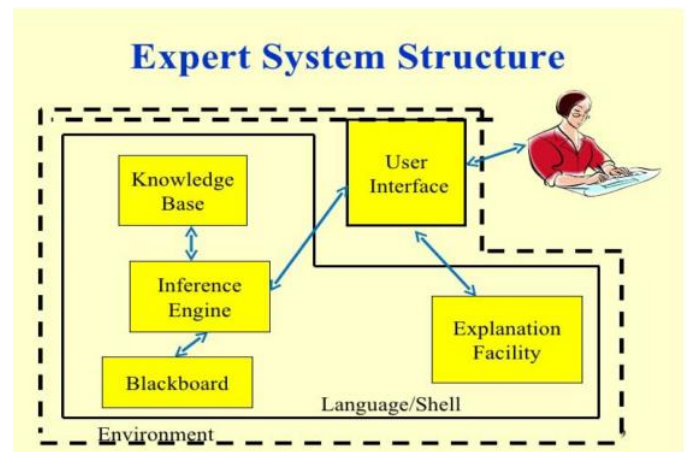 Expert System Structure
User
Interface
Knowledge
Base
Inference
Engine
Explanation
Facility
Blackboard
Language/Shell
Environment